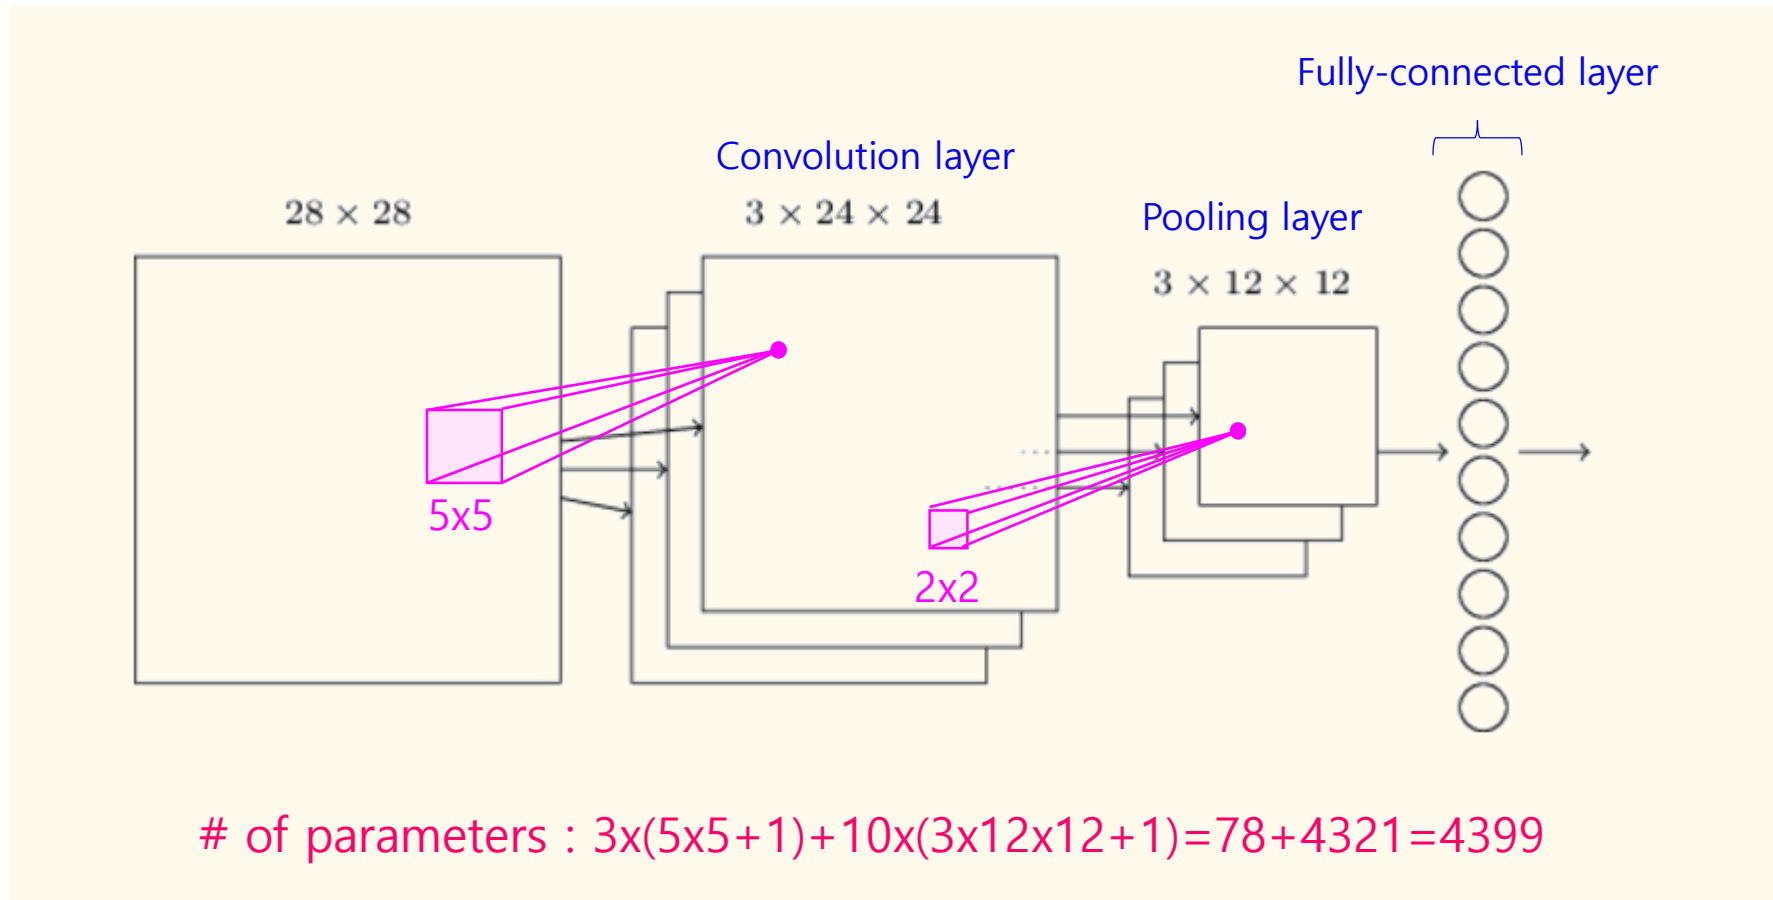 Fully-connected layer
Convolution layer
28 × 28
3 × 24 × 24
Pooling layer
3 × 12 × 12
5x5
2x2
# of parameters : 3x(5x5+1)+10x(3x12x12+1)=78+4321=4399